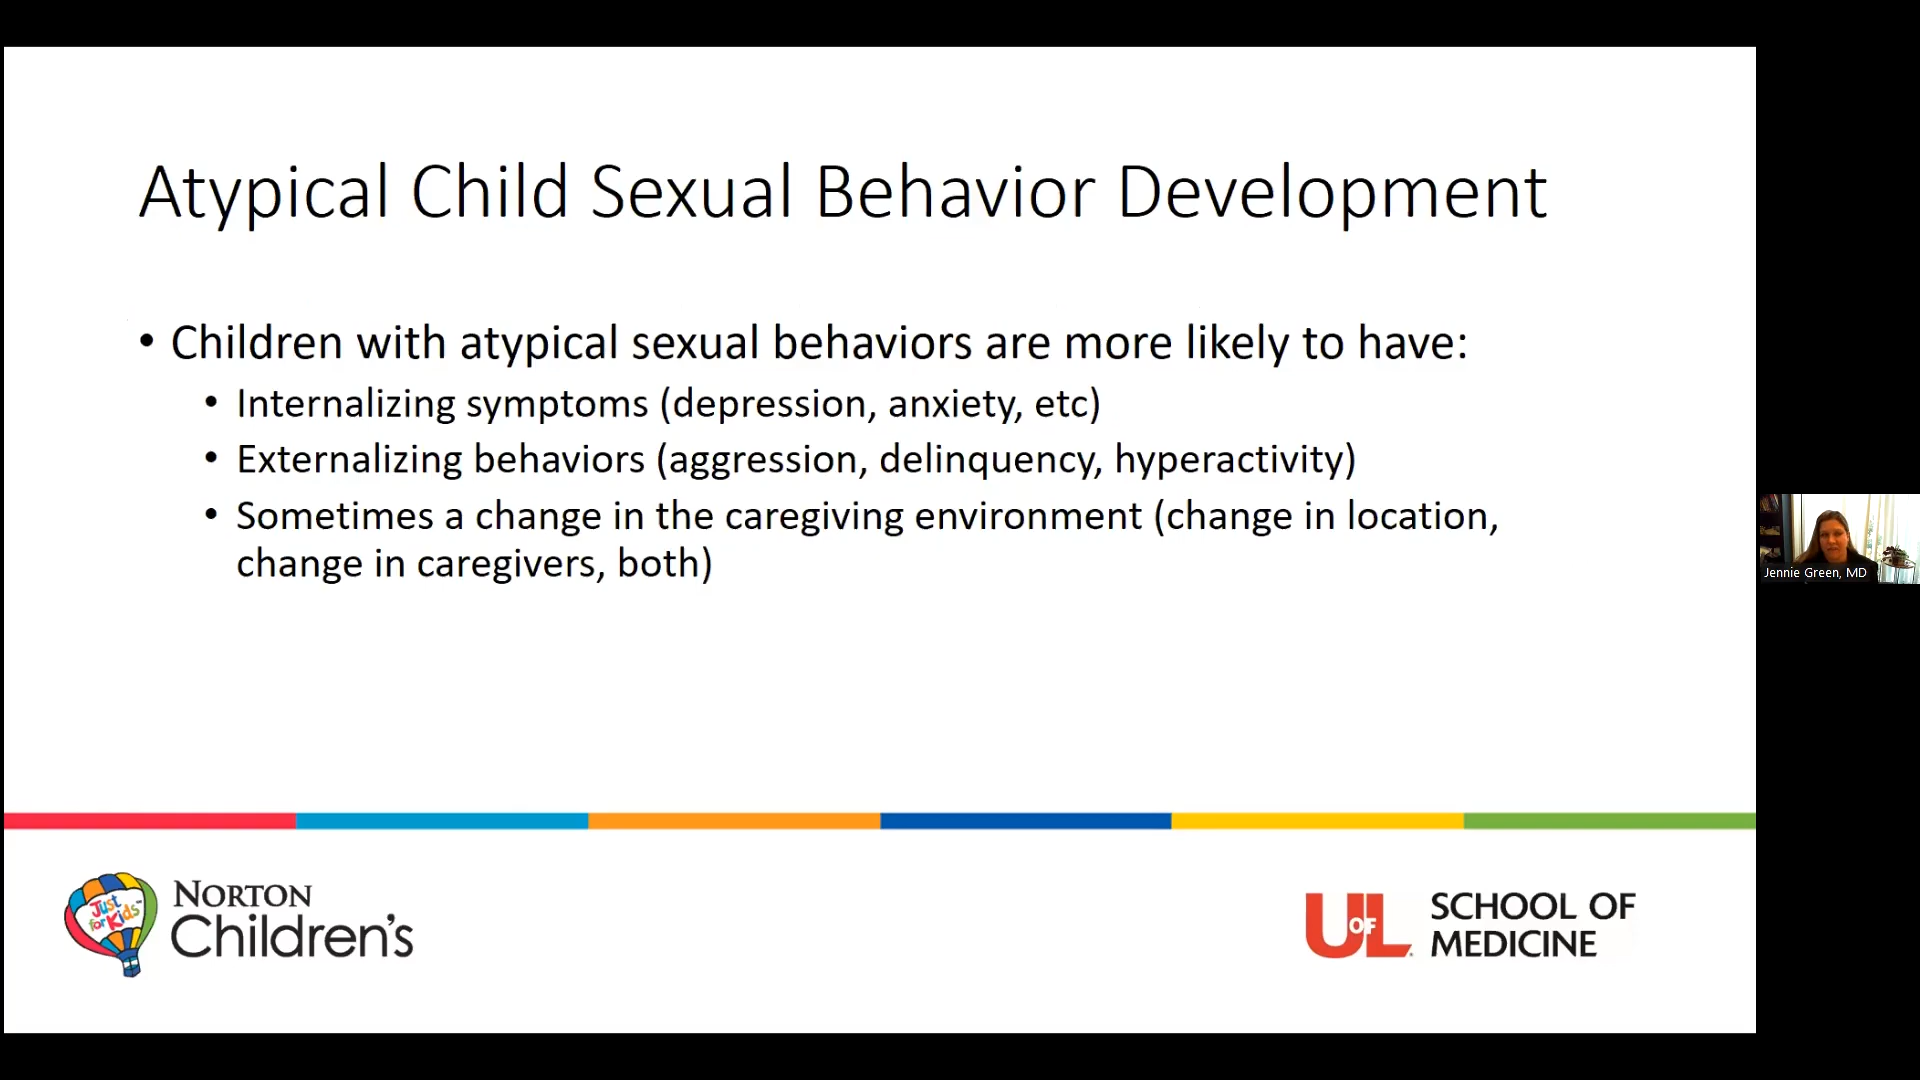 Atypical Child Sexual Behavior Development
• Children with atypical sexual behaviors are more likely to have:
• Internalizing symptoms (depression, anxiety, etc)
• Externalizing behaviors (aggression, delinquency, hyperactivity)
• Sometimes a change in the caregiving environment (change in location,
change in caregivers, both)
Jennie Green, MD
Just
for Kids™
NORTON
Children's
UofL
SCHOOL OF
MEDICINE